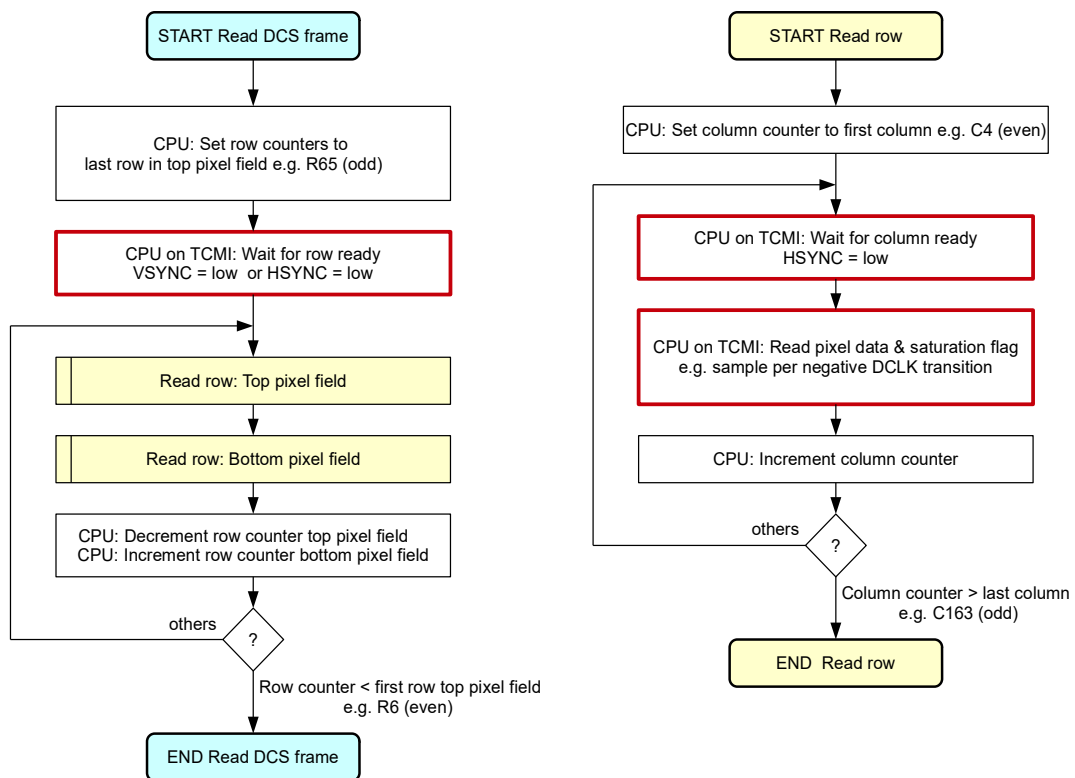 START Read DCS frame
CPU: Set row counters to
last row in top pixel field e.g. R65 (odd)
CPU on TCMI: Wait for row ready
VSYNC = low  or HSYNC = low
Read row: Top pixel field
Read row: Bottom pixel field
CPU: Decrement row counter top pixel field
CPU: Increment row counter bottom pixel field
others
?
Row counter < first row top pixel field
e.g. R6 (even)
END Read DCS frame
START Read row
CPU: Set column counter to first column e.g. C4 (even)
CPU on TCMI: Wait for column ready
HSYNC = low
CPU on TCMI: Read pixel data & saturation flag
e.g. sample per negative DCLK transition
CPU: Increment column counter
others
?
Column counter > last column
e.g. C163 (odd)
END  Read row